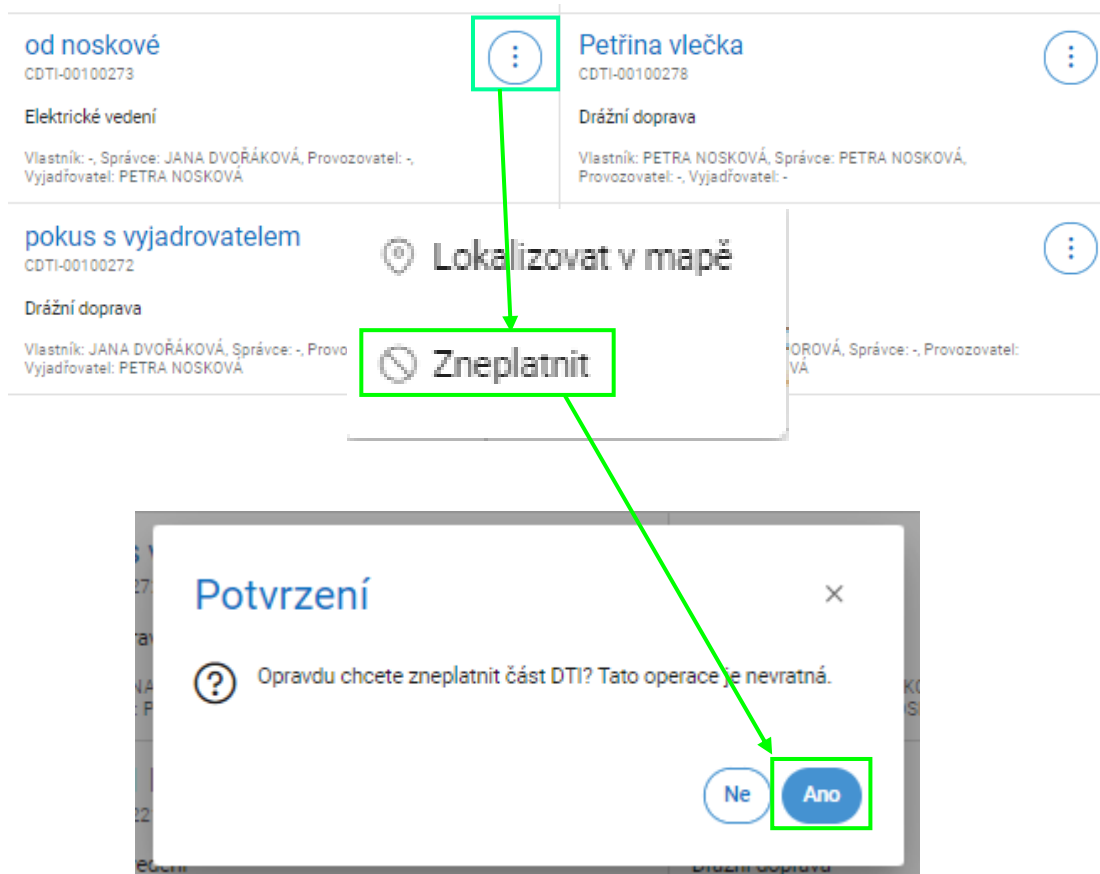 od noskové
CDTI-00100273
Elektrické vedení
Vlastník: -, Správce: JANA DVOŘÁKOVÁ, Provozovatel: -,
Vyjadřovatel: PETRA NOSKOVÁ
Petřina vlečka
CDTI-00100278
Drážní doprava
Vlastník: PETRA NOSKOVÁ, Správce: PETRA NOSKOVÁ,
Provozovatel: -, Vyjadřovatel: -
pokus s vyjadrovatelem
CDTI-00100272
Drážní doprava
Vlastník: JANA DVOŘÁKOVÁ, Správce: -, Provo
Vyjadřovatel: PETRA NOSKOVÁ
Lokalizovat v mapě
Zneplatnit
OROVÁ, Správce: -, Provozovatel:
VÁ
Potvrzení
Opravdu chcete zneplatnit část DTI? Tato operace je nevratná.
Ne
Ano
Drážní doprava